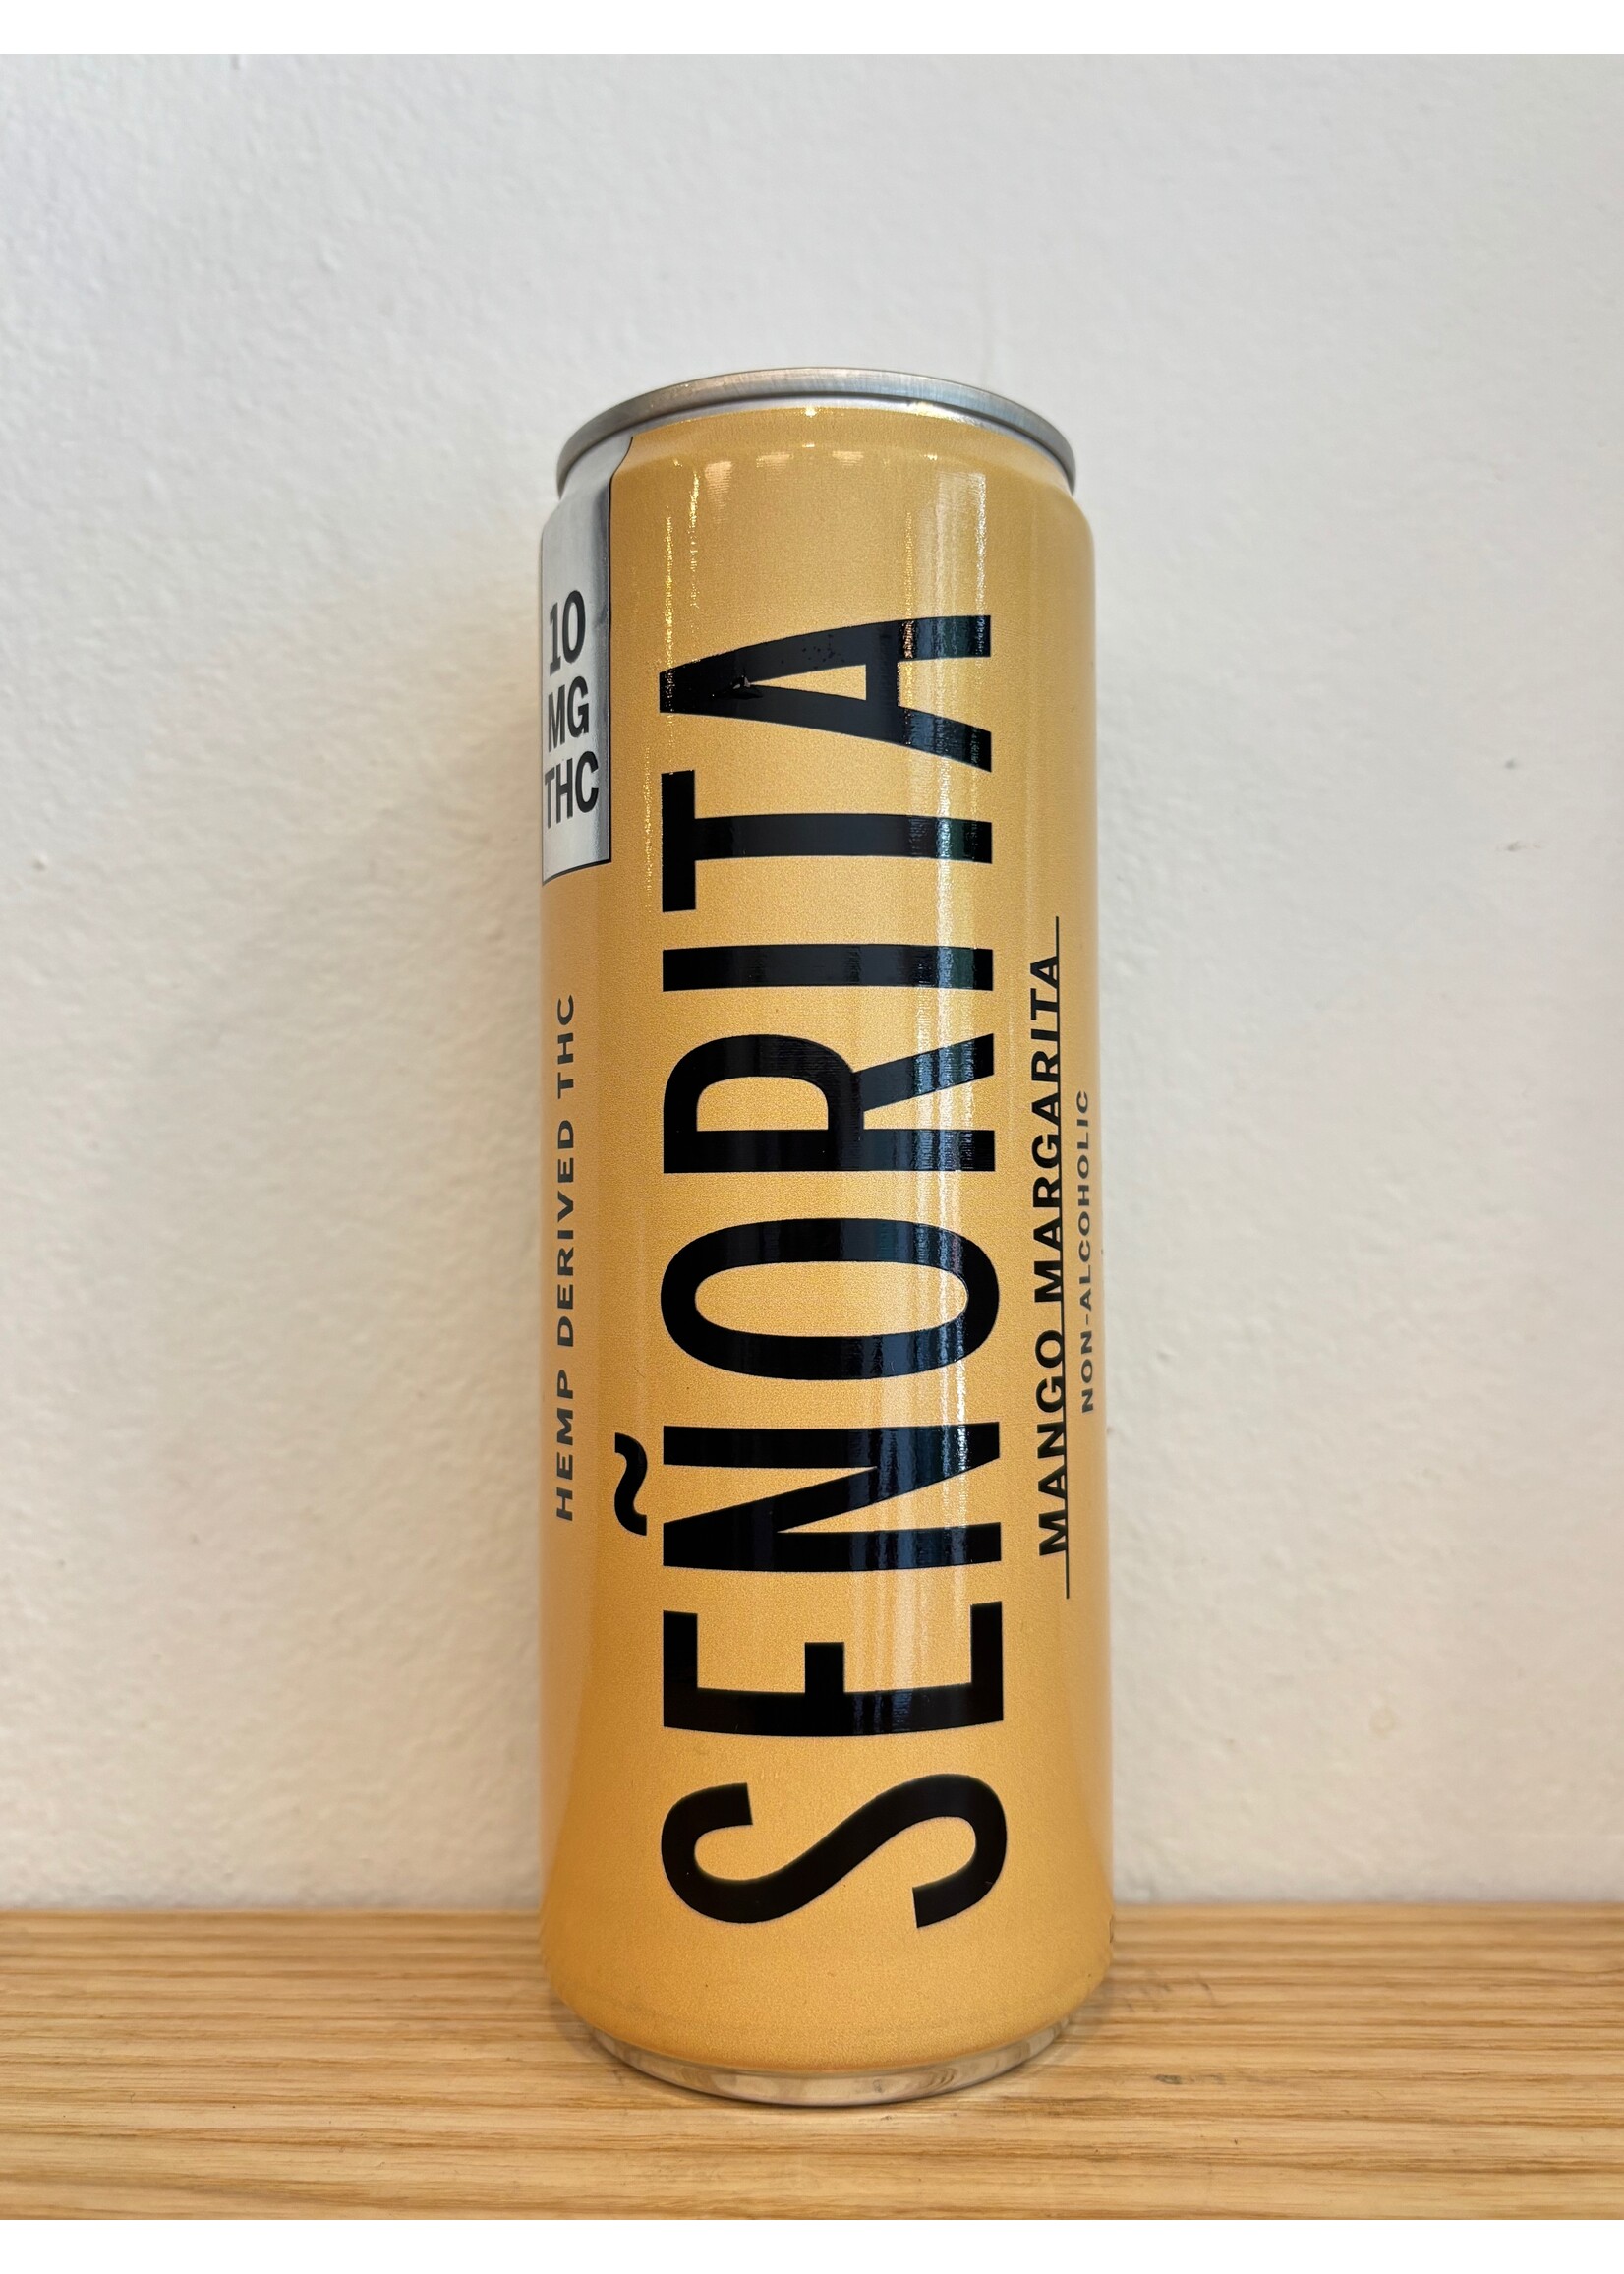 10
MG
THC
HEMP DERIVED THC
SEÑORITA
MANGO MARGARITA
NON-ALCOHOLIC